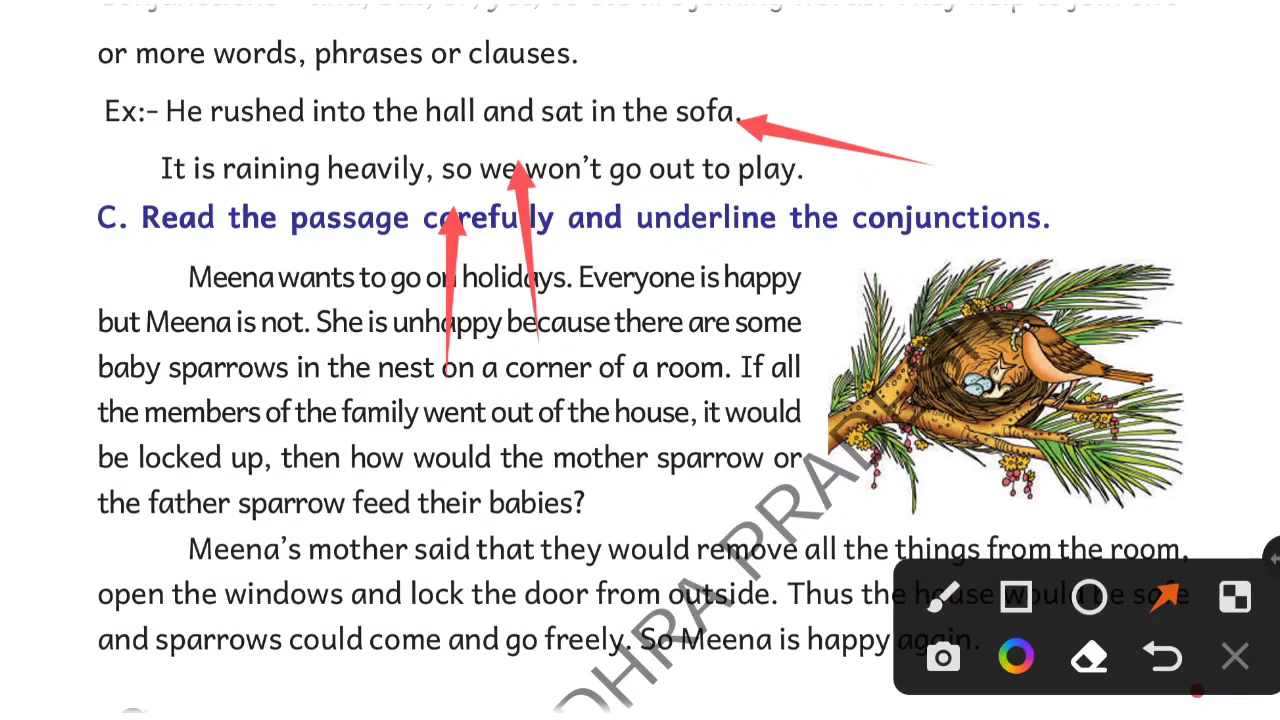 or more words, phrases or clauses.
Ex:- He rushed into the hall and sat in the sofa.
It is raining heavily, so we won't go out to play.
C. Read the passage carefully and underline the conjunctions.
Meena wants to go on holidays. Everyone is happy
but Meena is not. She is unhappy because there are some
baby sparrows in the nest on a corner of a room. If all
the members of the family went out of the house, it would
be locked up, then how would the mother sparrow or
the father sparrow feed their babies?
Meena's mother said that they would remove all the things from the room,
open the windows and lock the door from outside. Thus the house would be safe
and sparrows could come and go freely. So Meena is happy again.